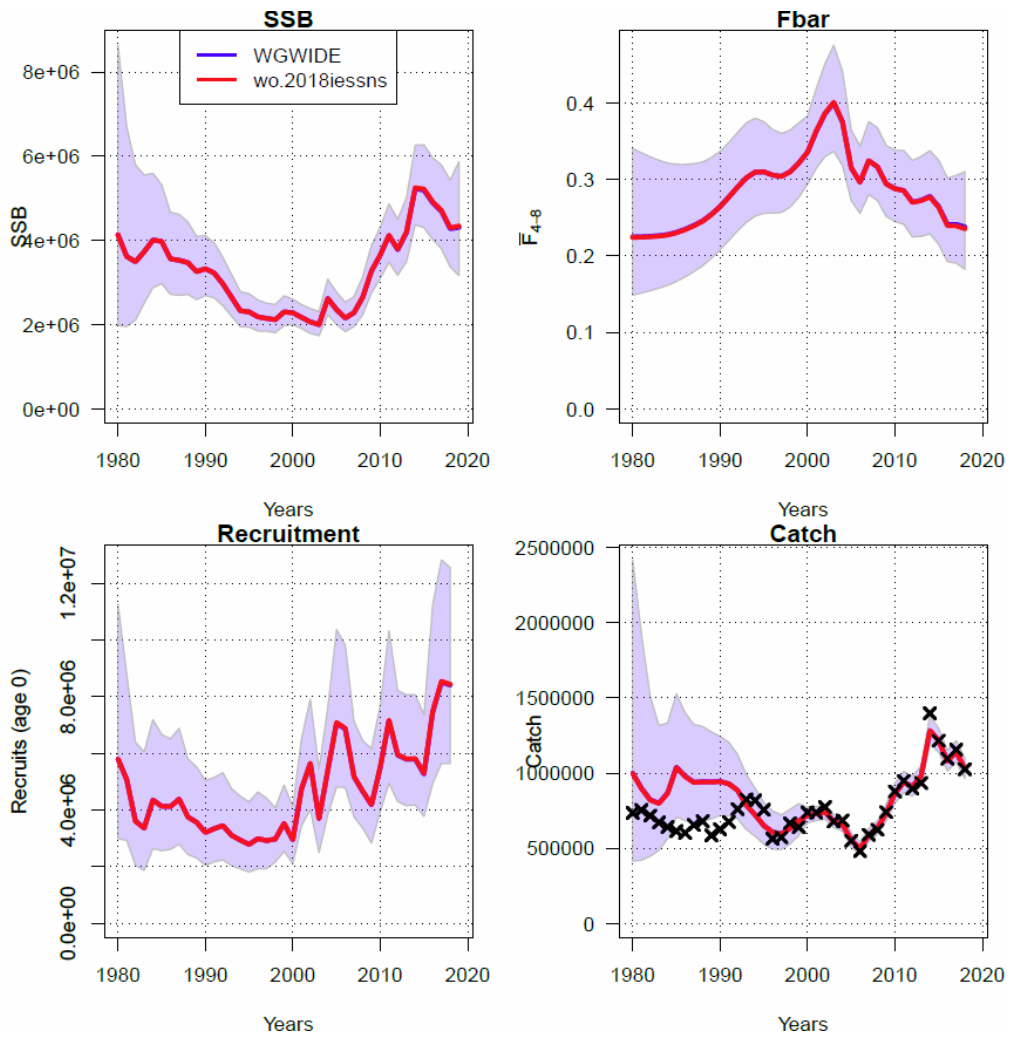 SSB
WGWIDE
wo.2018iessns
8e+06
6e+06
4e+06
2e+06
0e+00
SSB
1980 1990 2000 2010 2020
Years
Fbar
0.4
0.3
0.2
0.1
0.0
F̅4–8
1980 1990 2000 2010 2020
Years
Recruitment
1.2e+07
8.0e+06
4.0e+06
0.0e+00
Recruits (age 0)
1980 1990 2000 2010 2020
Years
Catch
2500000
2000000
1500000
1000000
500000
0
Catch
1980 1990 2000 2010 2020
Years